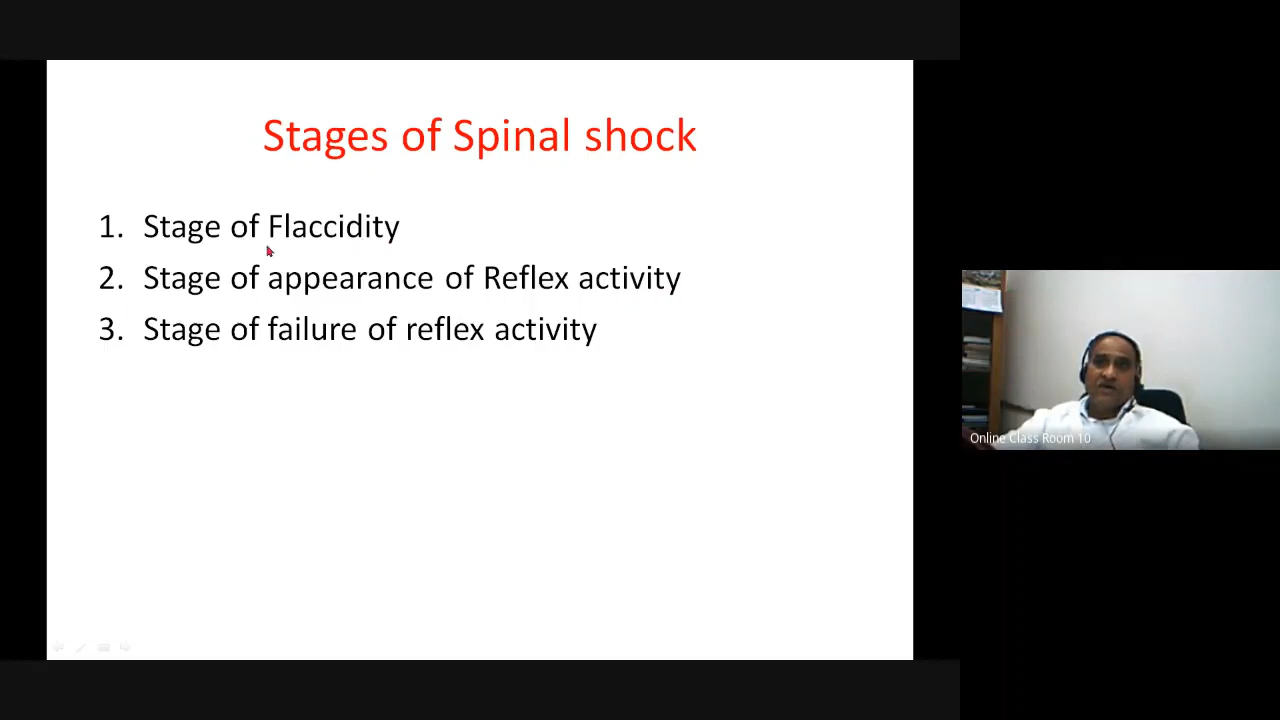 Stages of Spinal shock
1. Stage of Flaccidity
2. Stage of appearance of Reflex activity
3. Stage of failure of reflex activity
Online Class Room 10